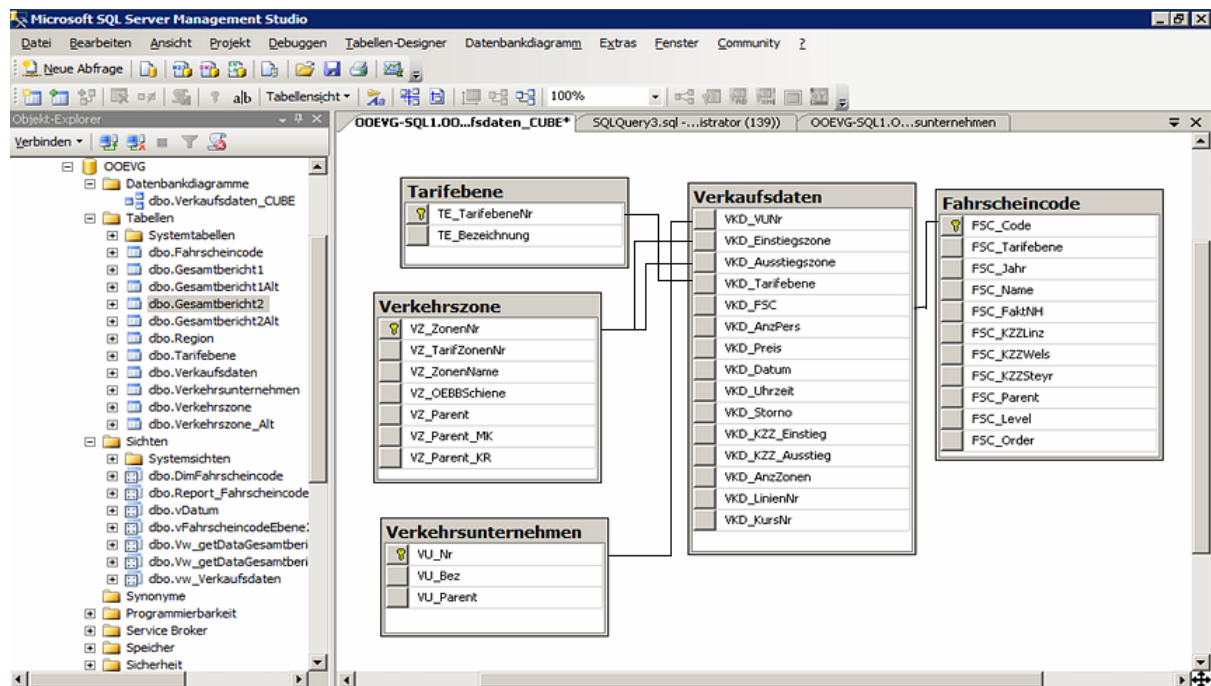 Microsoft SQL Server Management Studio
Datei Bearbeiten Ansicht Projekt Debuggen Tabellen-Designer Datenbankdiagramm Extras Fenster Community ?
Neue Abfrage
a|b Tabellensicht 100%
Objekt-Explorer
Verbinden
OOEVG
Datenbankdiagramme
dbo.Verkaufsdaten_CUBE
Tabellen
Systemtabellen
dbo.Fahrscheincode
dbo.Gesamtbericht1
dbo.Gesamtbericht1Alt
dbo.Gesamtbericht2
dbo.Gesamtbericht2Alt
dbo.Region
dbo.Tarifebene
dbo.Verkaufsdaten
dbo.Verkehrsunternehmen
dbo.Verkehrszone
dbo.Verkehrszone_Alt
Sichten
Systemsichten
dbo.DimFahrscheincode
dbo.Report_Fahrscheincode
dbo.vDatum
dbo.vFahrscheincodeEbene2
dbo.Vw_getDataGesamtberi
dbo.Vw_getDataGesamtberi
dbo.vw_Verkaufsdaten
Synonyme
Programmierbarkeit
Service Broker
Speicher
Sicherheit
OOEVG-SQL1.OO...fsdaten_CUBE* SQLQuery3.sql -...istrator (139)) OOEVG-SQL1.O...sunternehmen
Tarifebene
TE_TarifebeneNr
TE_Bezeichnung
Verkehrszone
VZ_ZonenNr
VZ_TarifZonenNr
VZ_ZonenName
VZ_OEBBSchiene
VZ_Parent
VZ_Parent_MK
VZ_Parent_KR
Verkehrsunternehmen
VU_Nr
VU_Bez
VU_Parent
Verkaufsdaten
VKD_VUNr
VKD_Einstiegszone
VKD_Ausstiegszone
VKD_Tarifebene
VKD_FSC
VKD_AnzPers
VKD_Preis
VKD_Datum
VKD_Uhrzeit
VKD_Storno
VKD_KZZ_Einstieg
VKD_KZZ_Ausstieg
VKD_AnzZonen
VKD_LinienNr
VKD_KursNr
Fahrscheincode
FSC_Code
FSC_Tarifebene
FSC_Jahr
FSC_Name
FSC_FaktNH
FSC_KZZLinz
FSC_KZZWels
FSC_KZZSteyr
FSC_Parent
FSC_Level
FSC_Order